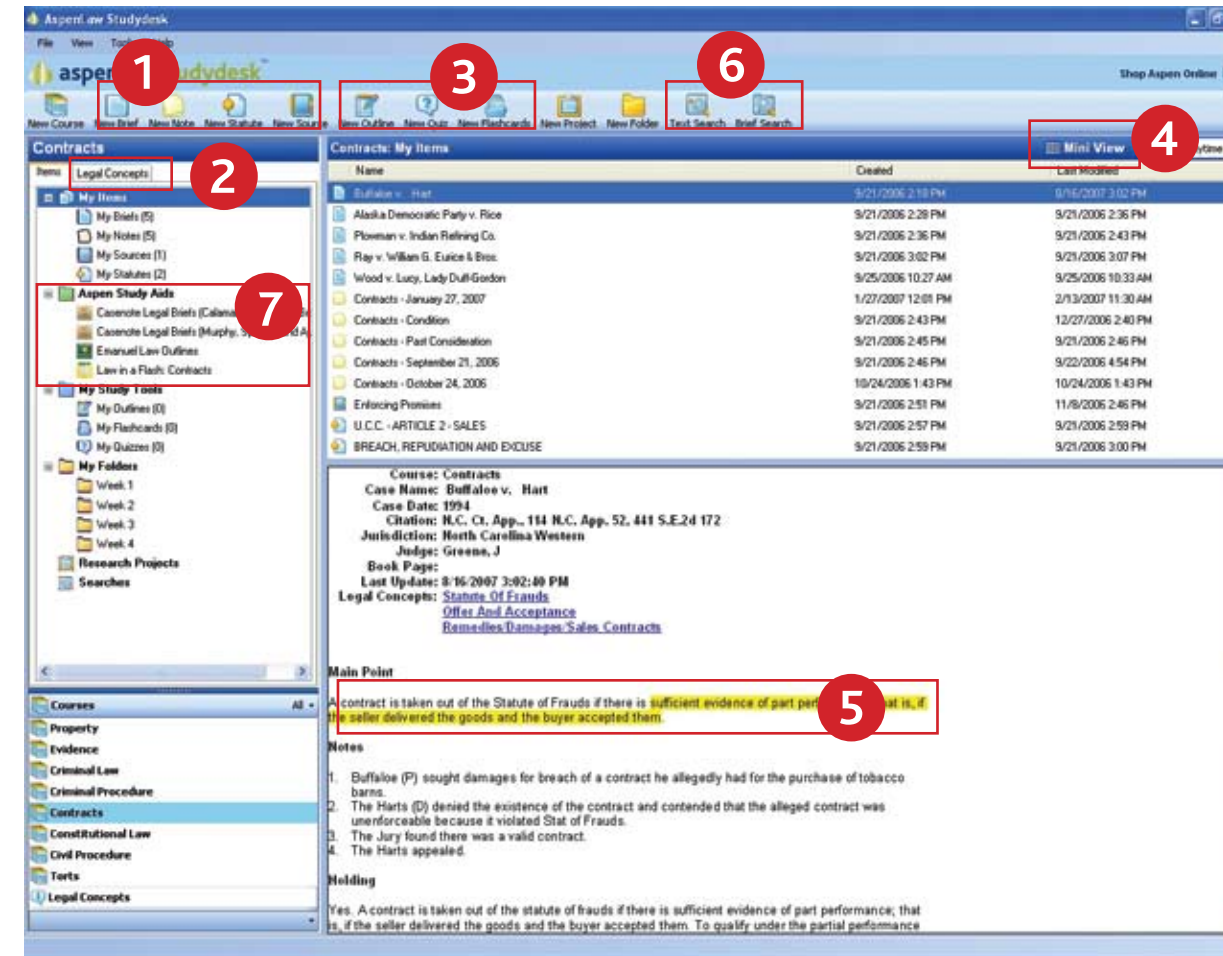 AspenLaw Studydesk
File View Tools Help
1
3
6
aspen Studydesk
Shop Aspen Online
New Course New Brief New Note New Statute New Source New Outline New Quiz New Flashcards New Project New Folder Text Search Brief Search
Contracts
Contracts: My Items
Mini View
4
Items Legal Concepts
2
Name Created Last Modified
My Items
My Briefs (5)
My Notes (5)
My Sources (1)
My Statutes (2)
Aspen Study Aids
Casenote Legal Briefs
Casenote Legal Briefs (Murphy,
Emanuel Law Outlines
Law in a Flash: Contracts
7
My Study Tools
My Outlines (0)
My Flashcards (0)
My Quizzes (0)
My Folders
Week 1
Week 2
Week 3
Week 4
Research Projects
Searches
Buffaloe v. Hart 9/21/2006 2:18 PM 8/16/2007 3:02 PM
Alaska Democratic Party v. Rice 9/21/2006 2:28 PM 9/21/2006 2:36 PM
Plowman v. Indian Refining Co. 9/21/2006 2:36 PM 9/21/2006 2:43 PM
Ray v. William G. Eurice & Bros. 9/21/2006 3:02 PM 9/21/2006 3:07 PM
Wood v. Lucy, Lady Duff-Gordon 9/25/2006 10:27 AM 9/25/2006 10:33 AM
Contracts - January 27, 2007 1/27/2007 12:01 PM 2/13/2007 11:30 AM
Contracts - Condition 9/21/2006 2:43 PM 12/27/2006 2:40 PM
Contracts - Past Consideration 9/21/2006 2:45 PM 9/21/2006 2:46 PM
Contracts - September 21, 2006 9/21/2006 2:46 PM 9/22/2006 4:54 PM
Contracts - October 24, 2006 10/24/2006 1:43 PM 10/24/2006 1:43 PM
Enforcing Promises 9/21/2006 2:51 PM 11/8/2006 2:46 PM
U.C.C. - ARTICLE 2 - SALES 9/21/2006 2:57 PM 9/21/2006 2:59 PM
BREACH, REPUDIATION AND EXCUSE 9/21/2006 2:59 PM 9/21/2006 3:00 PM
Course: Contracts
Case Name: Buffaloe v. Hart
Case Date: 1994
Citation: N.C. Ct. App., 114 N.C. App. 52, 441 S.E.2d 172
Jurisdiction: North Carolina Western
Judge: Greene, J
Book Page:
Last Update: 8/16/2007 3:02:40 PM
Legal Concepts: Statute Of Frauds
Offer And Acceptance
Remedies/Damages/Sales Contracts
Main Point
A contract is taken out of the Statute of Frauds if there is sufficient evidence of part that is, if
the seller delivered the goods and the buyer accepted them.
5
Notes
1. Buffaloe (P) sought damages for breach of a contract he allegedly had for the purchase of tobacco
barns.
2. The Harts (D) denied the existence of the contract and contended that the alleged contract was
unenforceable because it violated Stat of Frauds.
3. The Jury found there was a valid contract.
4. The Harts appealed.
Holding
Yes. A contract is taken out of the statute of frauds if there is sufficient evidence of part performance; that
is, if the seller delivered the goods and the buyer accepted them. To qualify under the partial performance
Courses All
Property
Evidence
Criminal Law
Criminal Procedure
Contracts
Constitutional Law
Civil Procedure
Torts
Legal Concepts